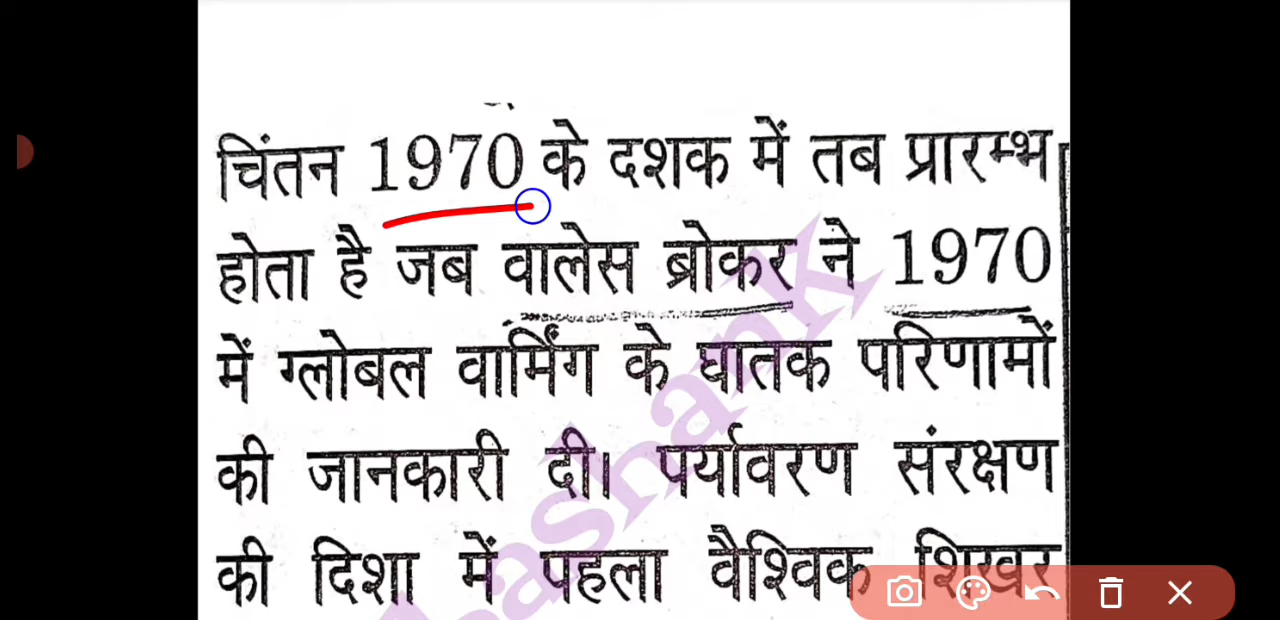 चिंतन 1970 के दशक में तब प्रारम्भ
होता है जब वालेस ब्रोकर ने 1970
में ग्लोबल वार्मिंग के घातक परिणामों
की जानकारी दी। पर्यावरण संरक्षण
की दिशा में पहला वैश्विक शिखर